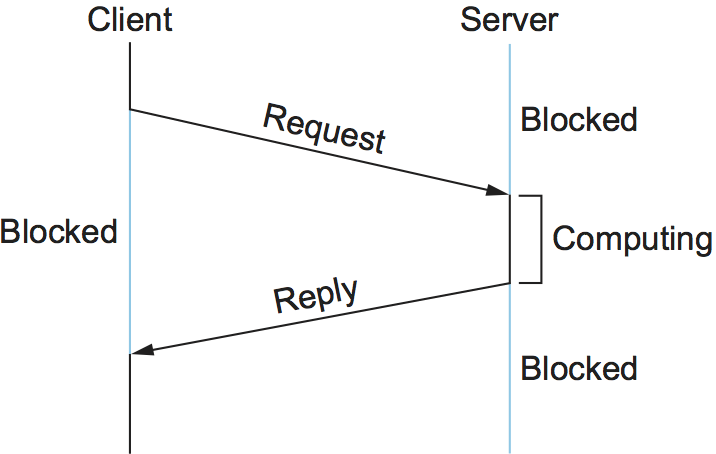 Client
Server
Request
Blocked
Blocked
Computing
Reply
Blocked